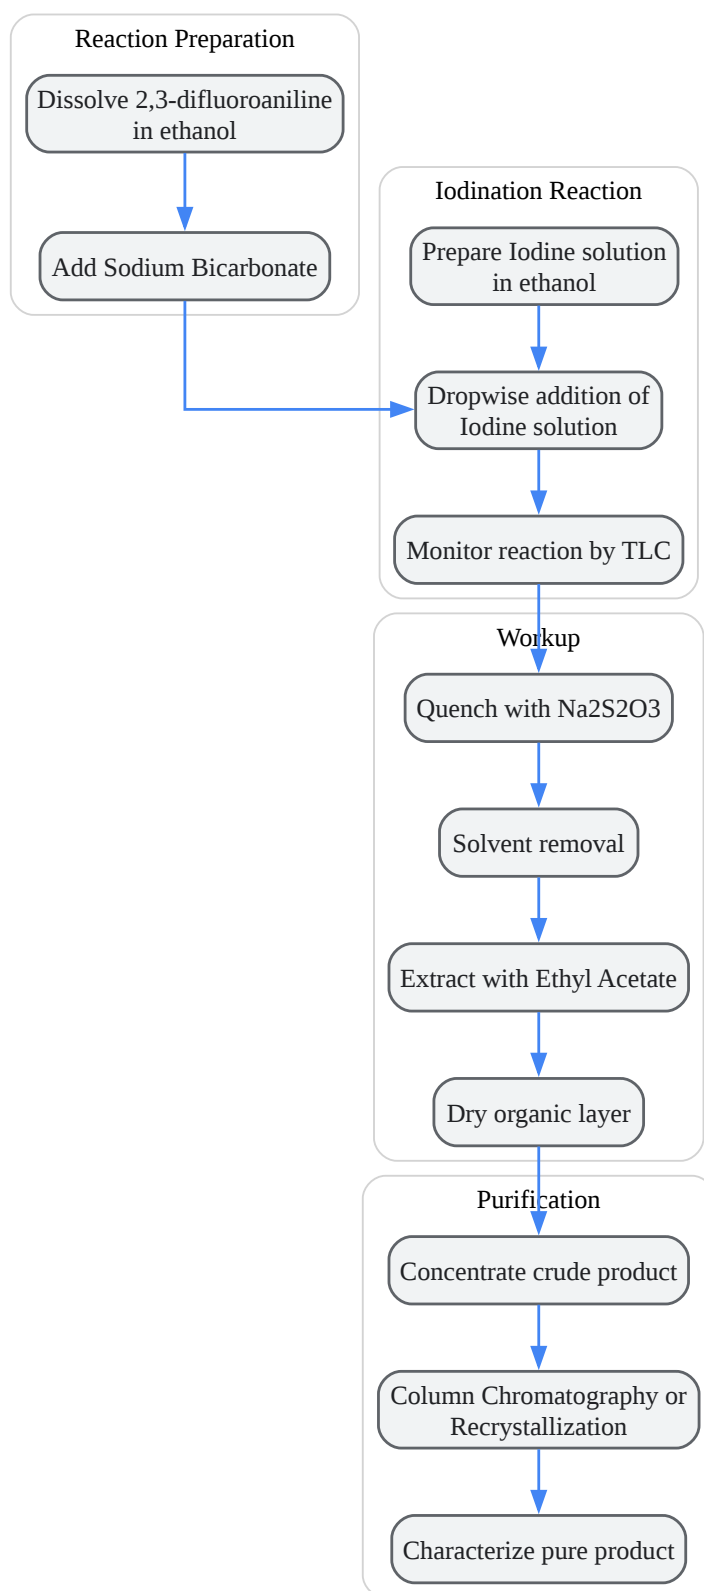 Reaction Preparation
Dissolve 2,3-difluoroaniline
in ethanol
Add Sodium Bicarbonate
Iodination Reaction
Prepare Iodine solution
in ethanol
Dropwise addition of
Iodine solution
Monitor reaction by TLC
Workup
Quench with Na2S2O3
Solvent removal
Extract with Ethyl Acetate
Dry organic layer
Purification
Concentrate crude product
Column Chromatography or
Recrystallization
Characterize pure product